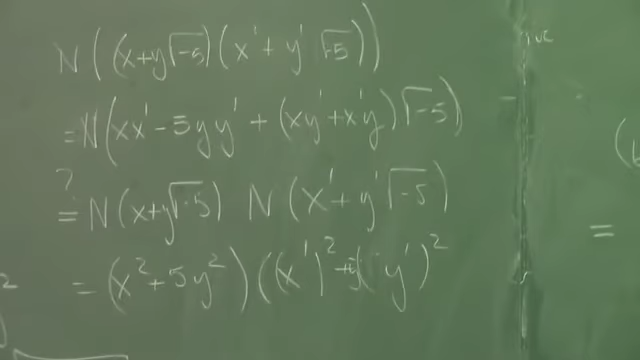 N((x+y√-5)(x'+y'√-5))
=N(xx'-5yy'+(xy'+x'y)√-5)
?
=N(x+y√-5) N(x'+y'√-5)
=(x²+5y²)((x')²+5(y')²
(b
=